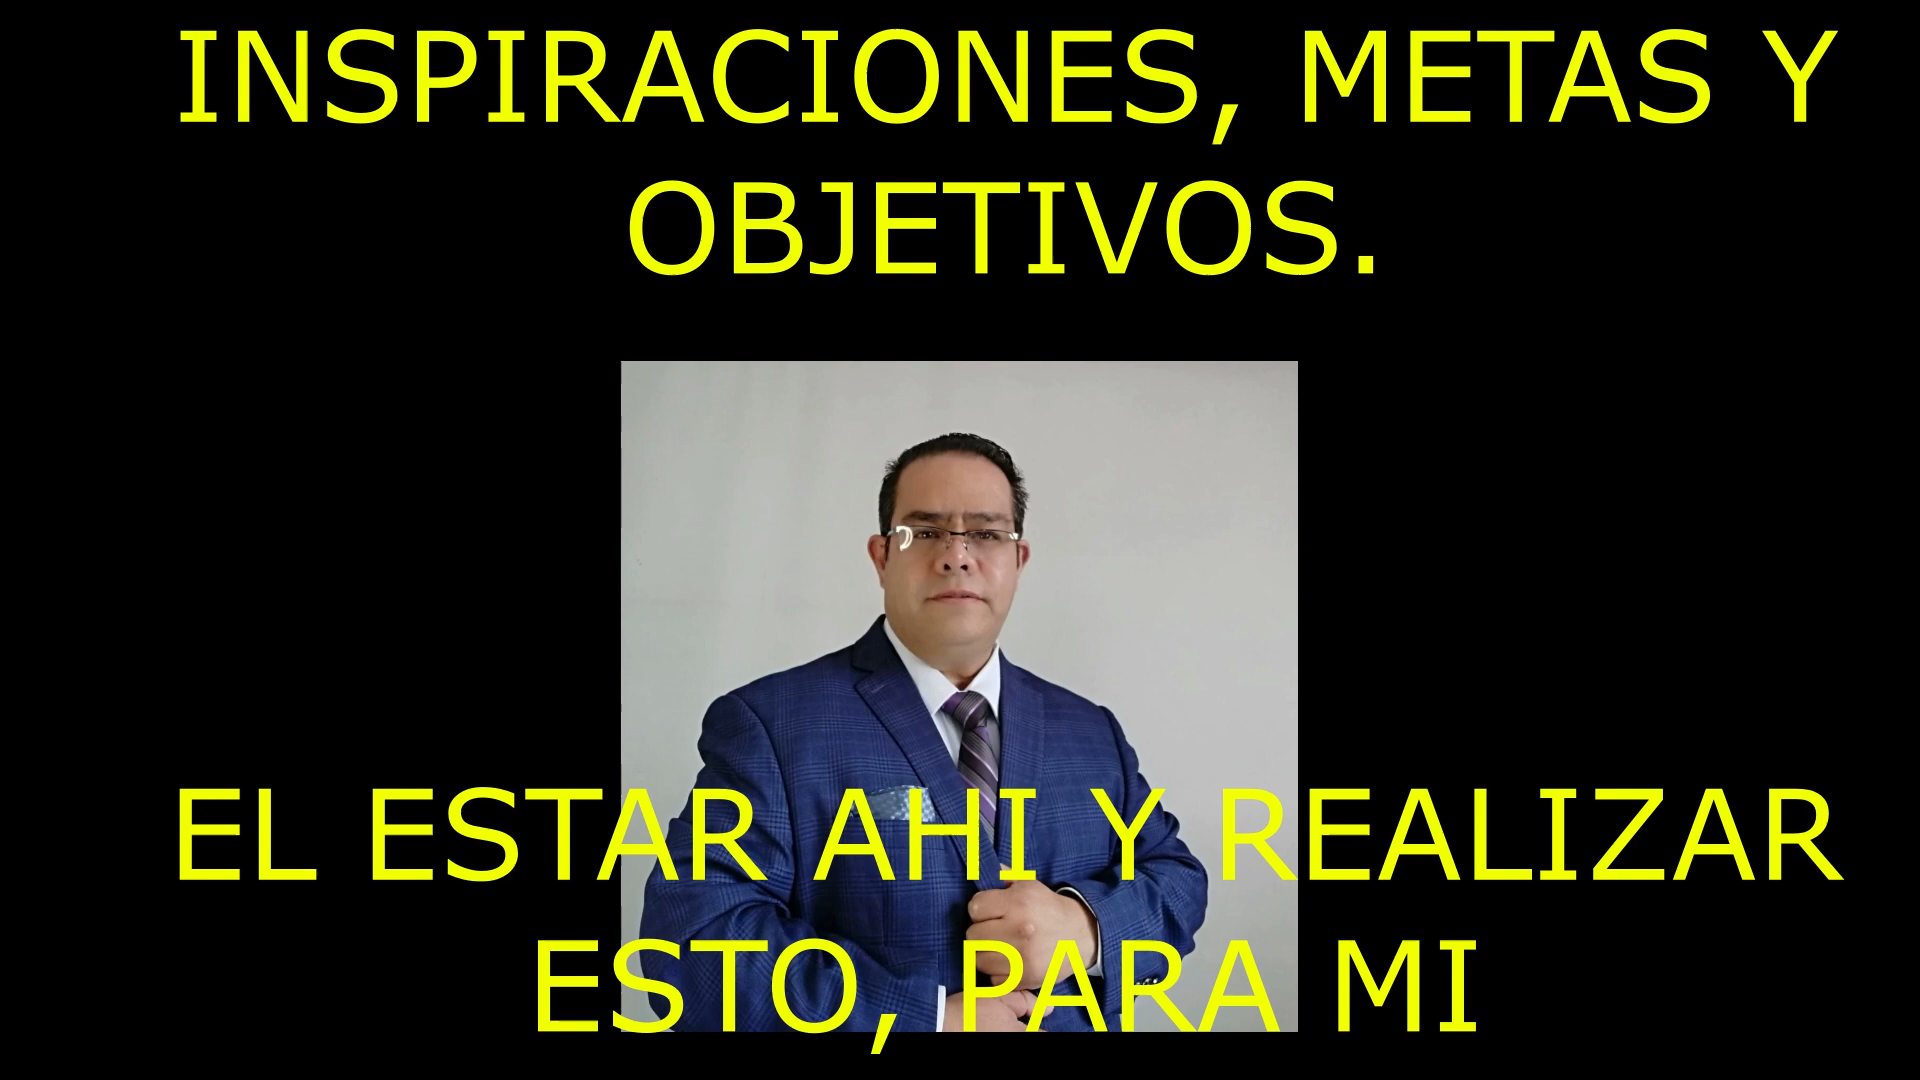 INSPIRACIONES, METAS Y
OBJETIVOS.
EL ESTAR AHI Y REALIZAR
ESTO, PARA MI